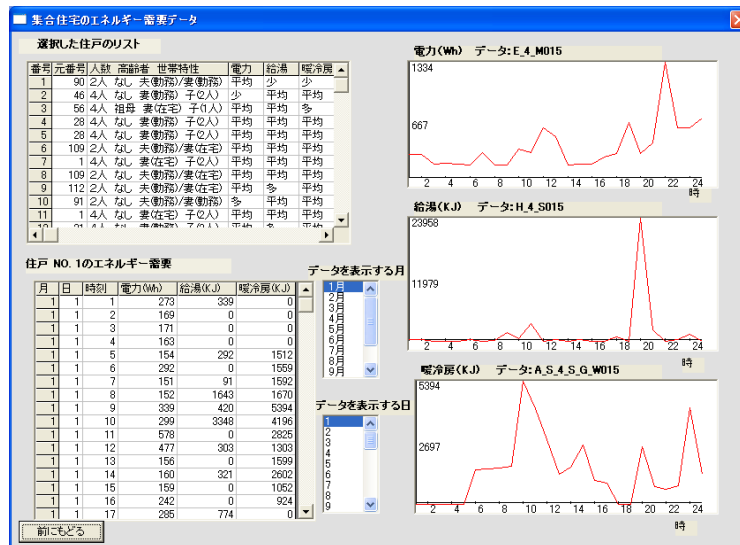 集合住宅のエネルギー需要データ
選択した住戸のリスト
番号 元番号 人数 高齢者 世帯特性 電力 給湯 暖冷房
1 90 2人 なし 夫(勤務)/妻(勤務) 平均 少 少
2 46 4人 なし 妻(勤務) 子(2人) 少 平均 平均
3 56 4人 祖母 妻(在宅) 子(1人) 平均 平均 多
4 28 4人 なし 妻(勤務) 子(2人) 平均 平均 平均
5 28 4人 なし 妻(勤務) 子(2人) 平均 平均 平均
6 109 2人 なし 夫(勤務)/妻(在宅) 平均 平均 平均
7 1 4人 なし 妻(在宅) 子(2人) 平均 平均 平均
8 109 2人 なし 夫(勤務)/妻(在宅) 平均 平均 平均
9 112 2人 なし 夫(勤務)/妻(在宅) 平均 多 平均
10 91 2人 なし 夫(勤務)/妻(勤務) 多 平均 平均
11 1 4人 なし 妻(在宅) 子(2人) 平均 平均 平均
住戸 NO. 1のエネルギー需要
月 日 時刻 電力(Wh) 給湯(KJ) 暖冷房(KJ)
1 1 1 273 339 0
1 1 2 169 0 0
1 1 3 171 0 0
1 1 4 163 0 0
1 1 5 154 292 1512
1 1 6 292 0 1559
1 1 7 151 91 1592
1 1 8 152 1643 1670
1 1 9 339 420 5394
1 1 10 299 3348 4196
1 1 11 578 0 2825
1 1 12 477 303 1303
1 1 13 156 0 1599
1 1 14 160 321 2602
1 1 15 159 0 1052
1 1 16 242 0 924
1 1 17 285 774 0
前にもどる
データを表示する月
1月
2月
3月
4月
5月
6月
7月
8月
9月
データを表示する日
1
2
3
4
5
6
7
8
9
電力(Wh) データ:E_4_M015
1334
667
2 4 6 8 10 12 14 16 18 20 22 24
時
給湯(KJ) データ:H_4_S015
23958
11979
2 4 6 8 10 12 14 16 18 20 22 24
時
暖冷房(KJ) データ:A_S_4_S_G_W015
5394
2697
2 4 6 8 10 12 14 16 18 20 22 24
時